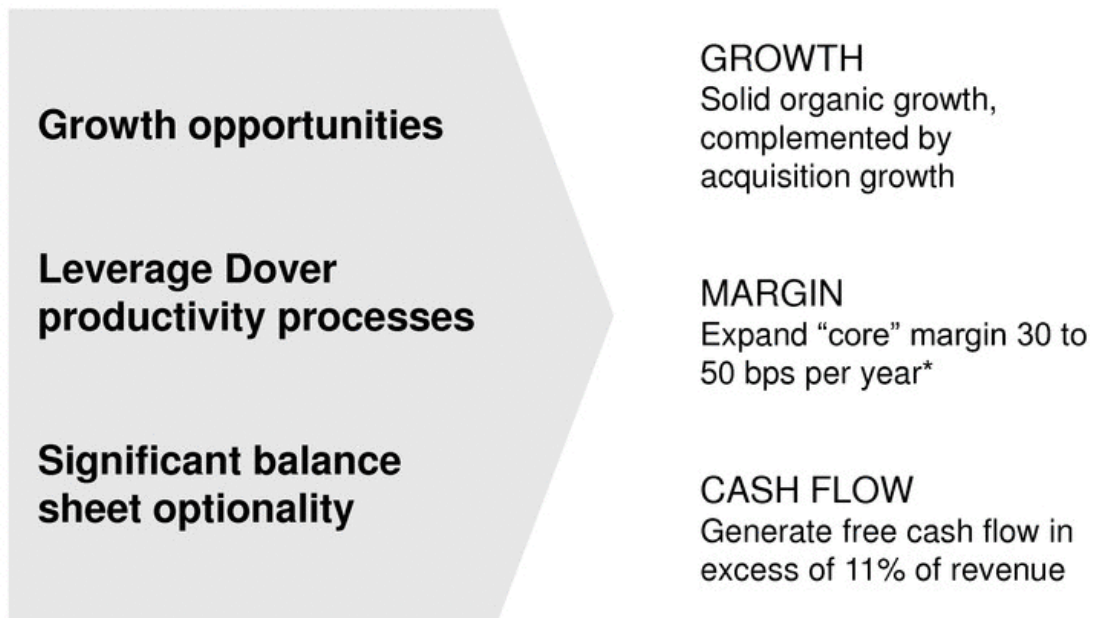 Growth opportunities
Leverage Dover
productivity processes
Significant balance
sheet optionality
GROWTH
Solid organic growth,
complemented by
acquisition growth
MARGIN
Expand “core” margin 30 to
50 bps per year*
CASH FLOW
Generate free cash flow in
excess of 11% of revenue